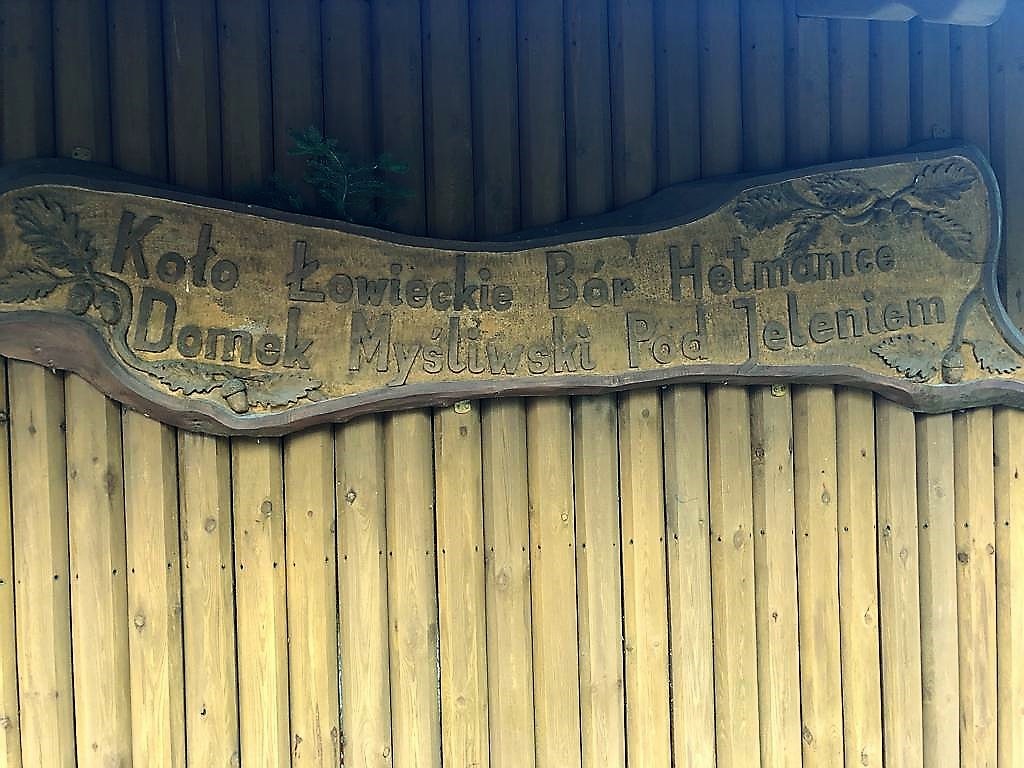 Koło Łowieckie Bór Hetmanice
Domek Myśliwski Pod Jeleniem